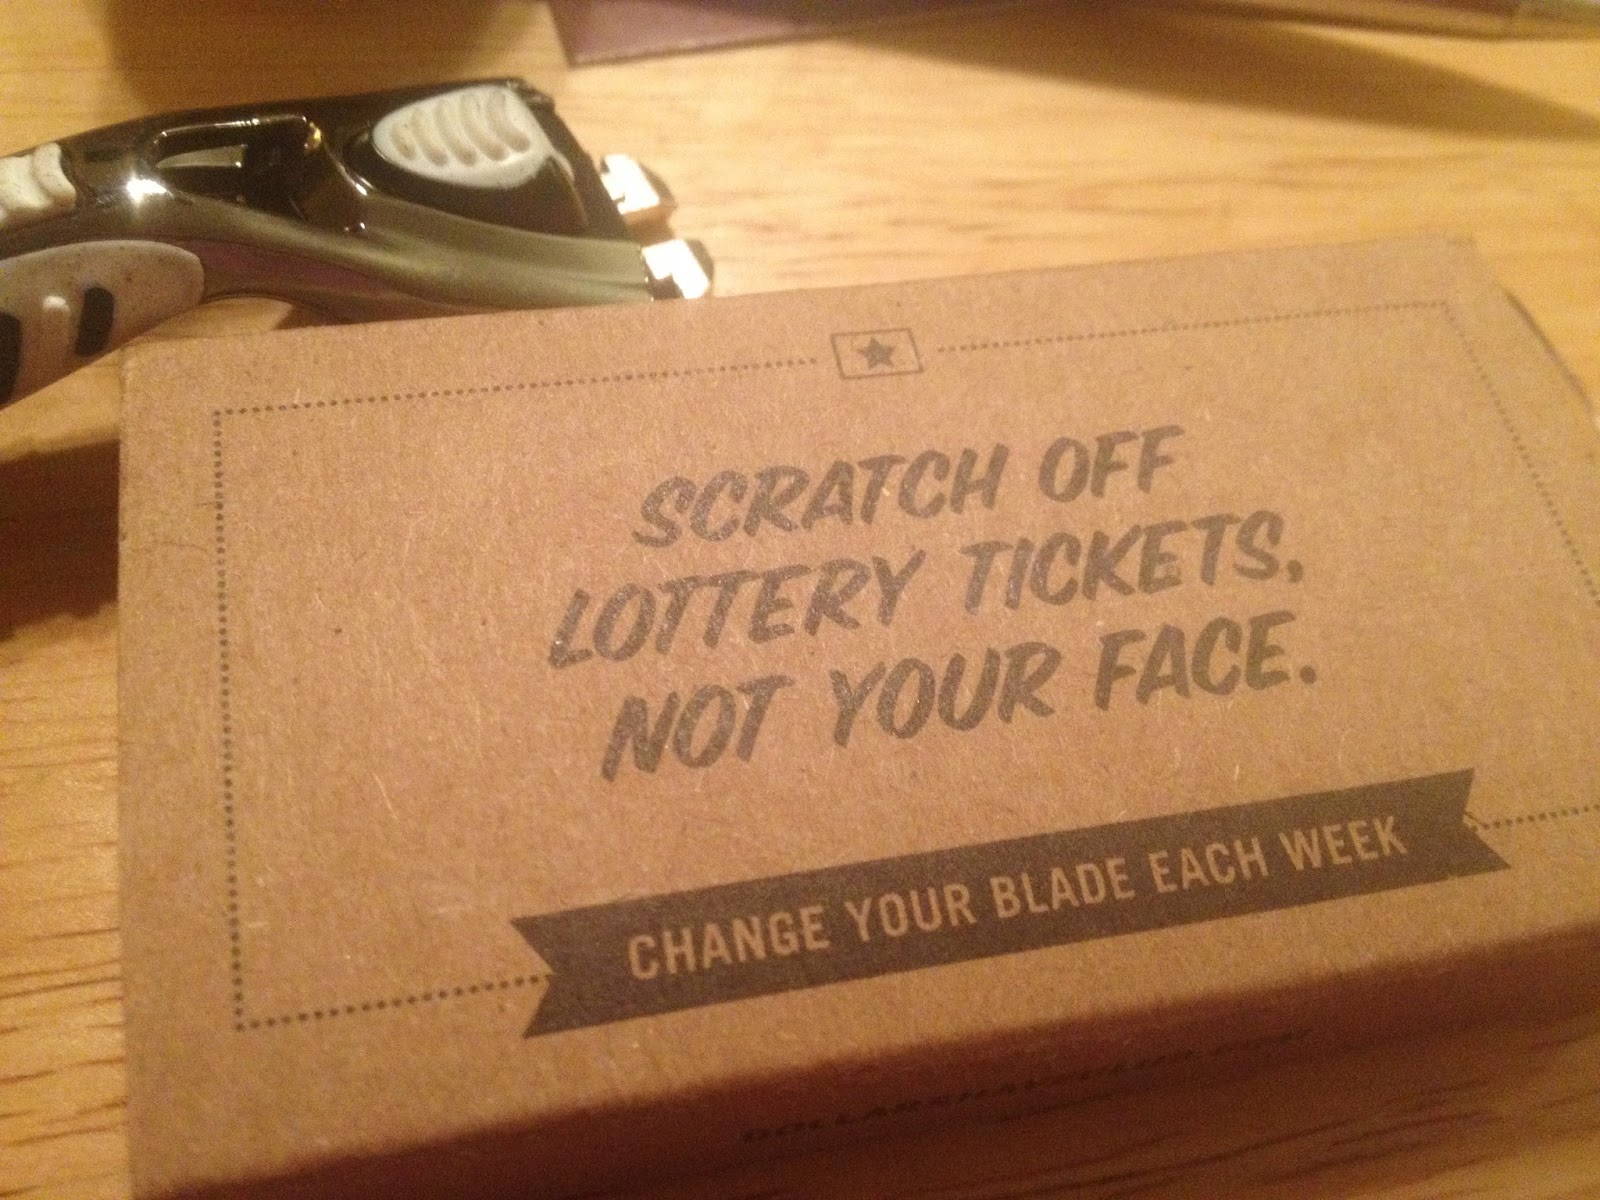 SCRATCH OFF
LOTTERY TICKETS,
NOT YOUR FACE.
CHANGE YOUR BLADE EACH WEEK